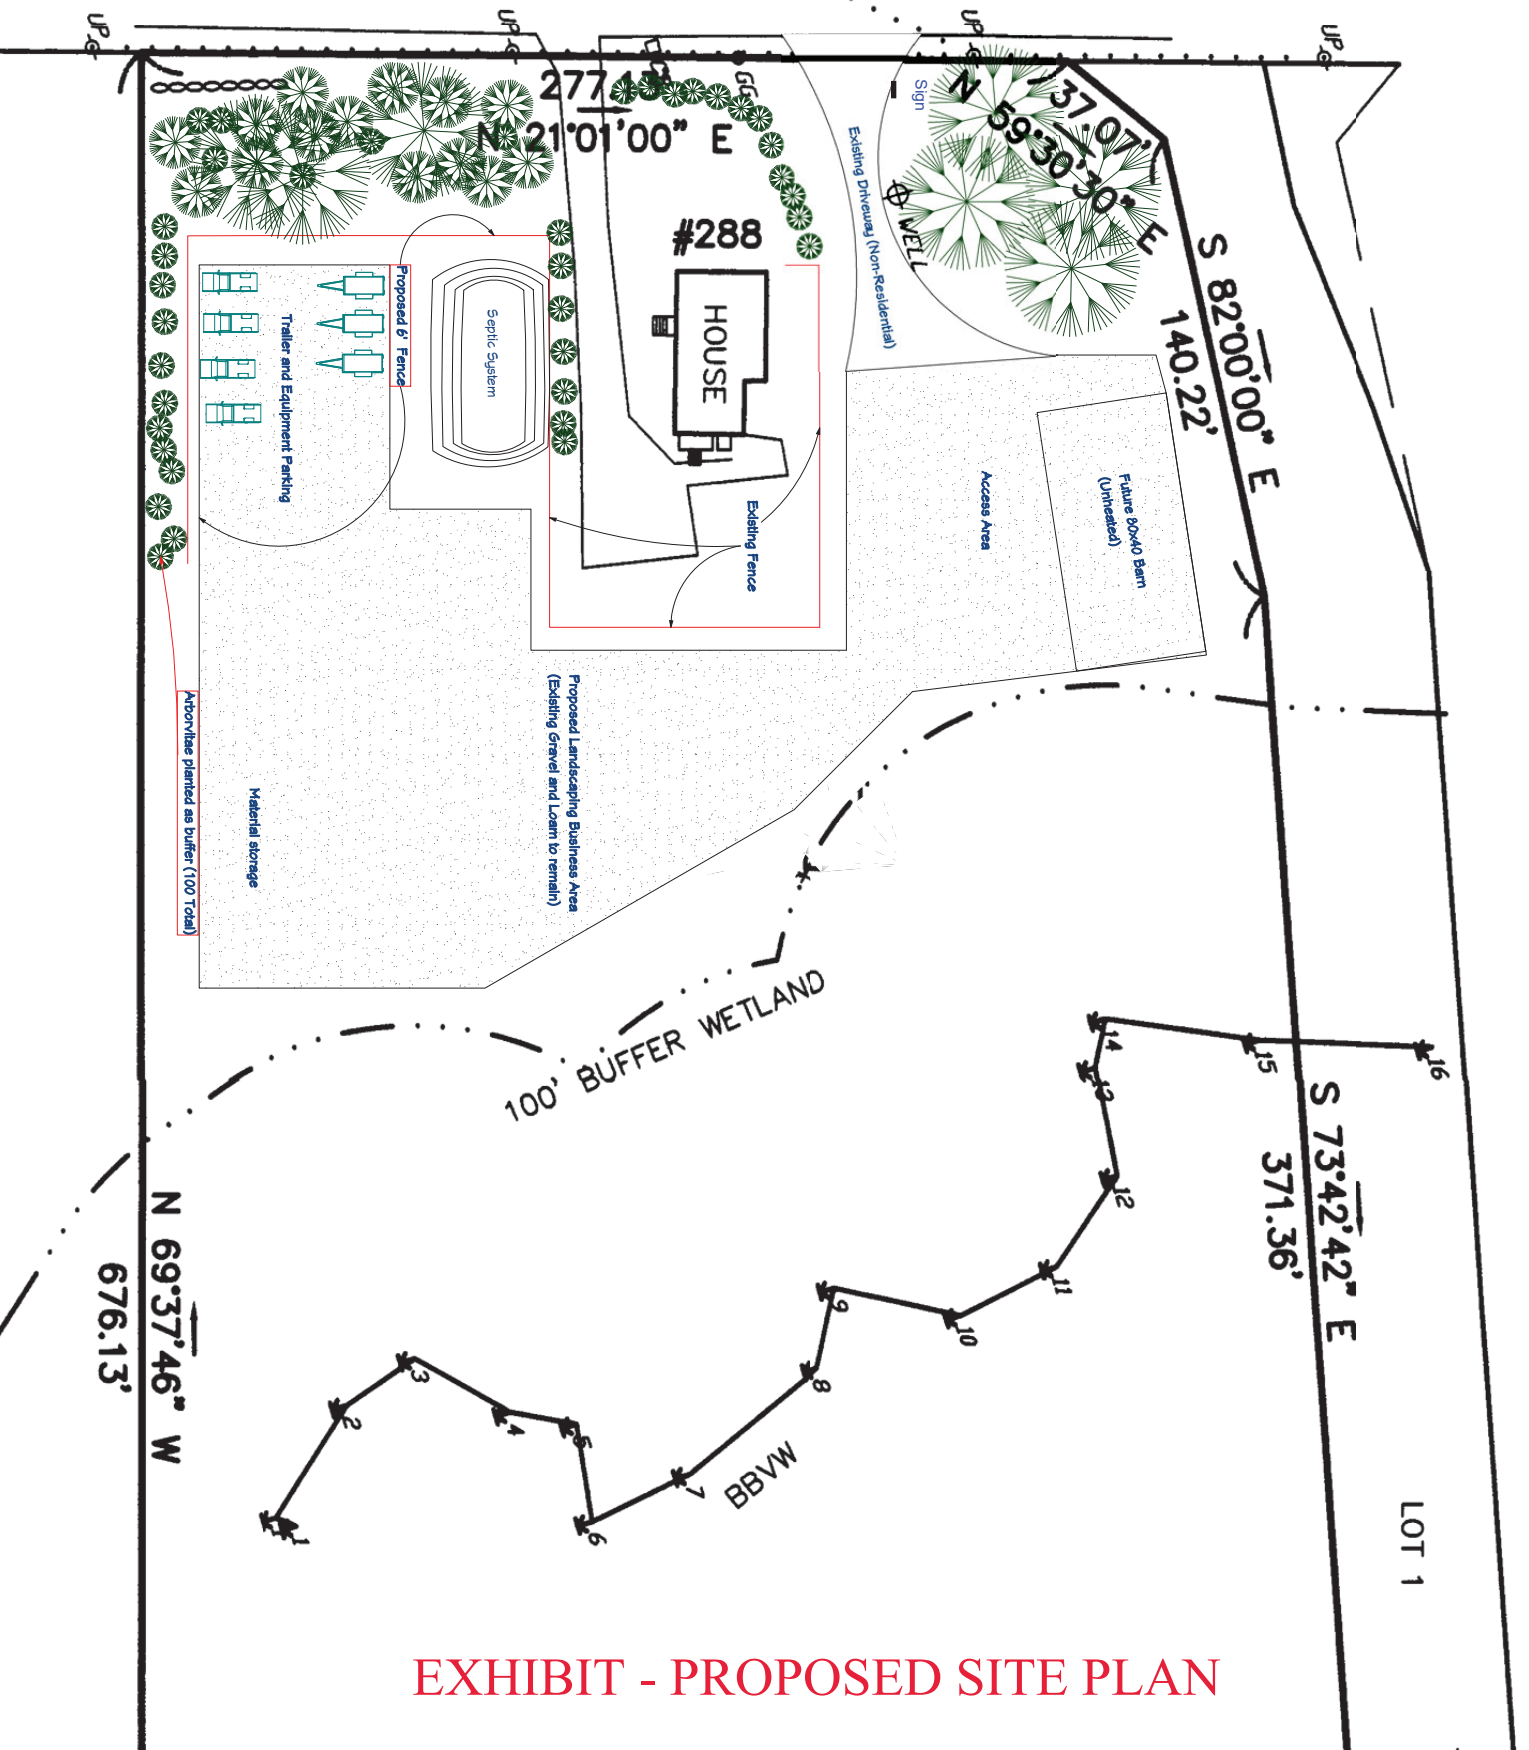 UP
UP
UP
UP
GG
277.13'
N 21°01'00" E
37.07'
N 59°30'30" E
Sign
WELL
Existing Driveway (Non-Residential)
#288
HOUSE
S 82°00'00" E
140.22'
Proposed 6' Fence
Septic System
Trailer and Equipment Parking
Existing Fence
Access Area
Future 80x40 Barn
(Unheated)
Proposed Landscaping Business Area
(Existing Gravel and Loam to remain)
Arborvitae planted as buffer (100 Total)
Material storage
100' BUFFER WETLAND
14
13
15
16
12
11
10
9
8
7
6
5
4
3
2
1
BBVW
S 73°42'42" E
371.36'
N 69°37'46" W
676.13'
LOT 1
EXHIBIT - PROPOSED SITE PLAN